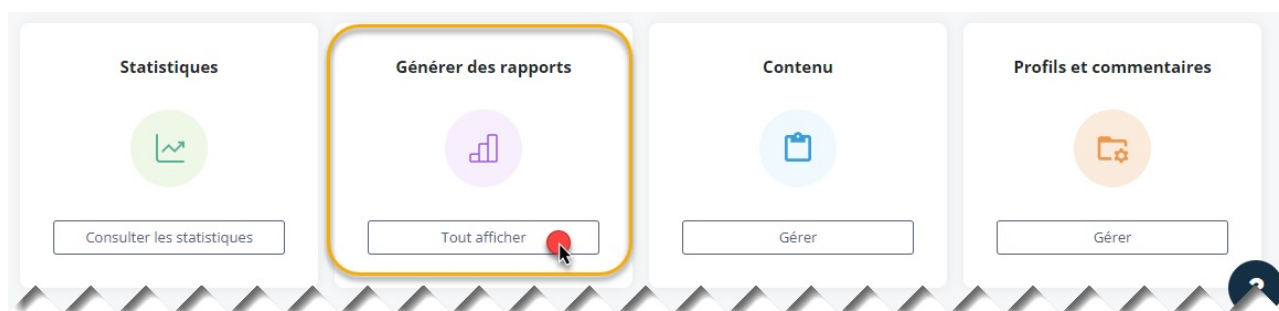 Statistiques
Générer des rapports
Contenu
Profils et commentaires
Consulter les statistiques
Tout afficher
Gérer
Gérer